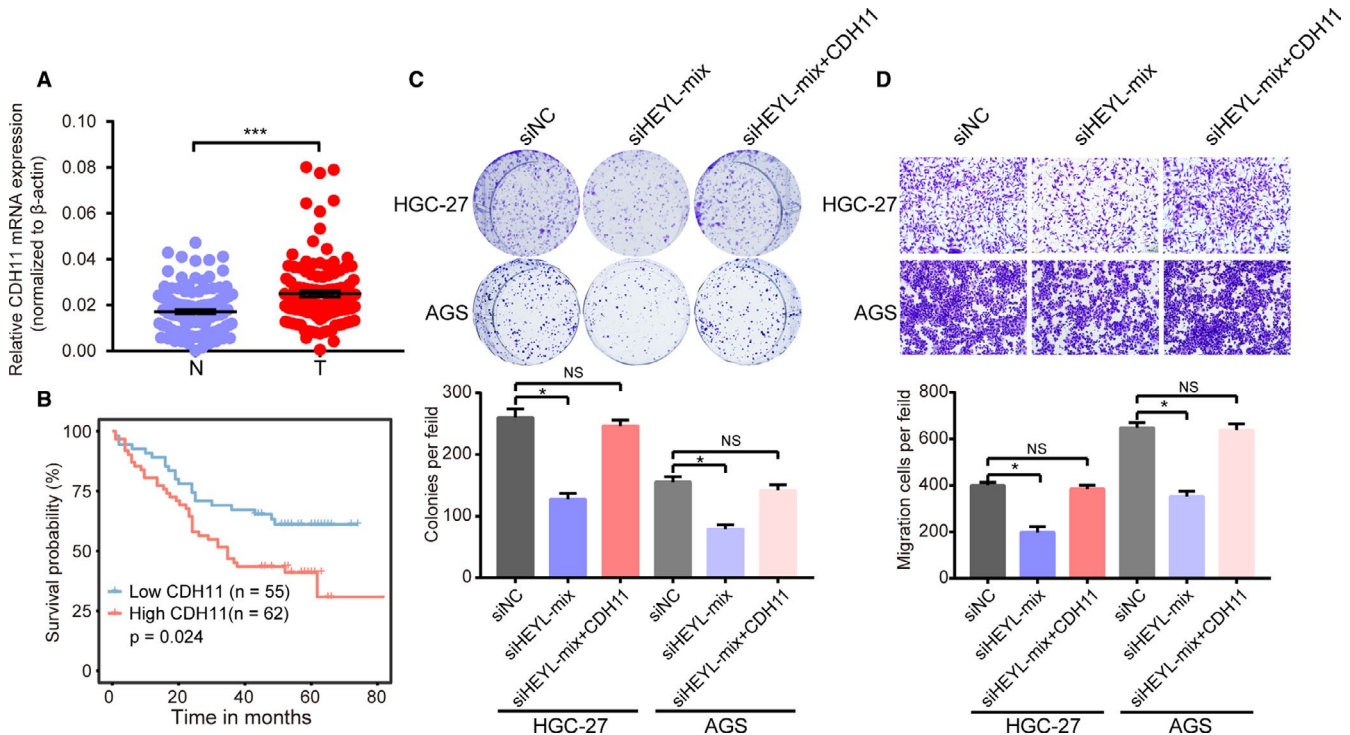 A
Relative CDH11 mRNA expression
(normalized to β-actin)
0.10
0.08
0.06
0.04
0.02
0.00
***
N
T
B
Survival probability (%)
100
75
50
25
0
Low CDH11 (n = 55)
High CDH11(n = 62)
p = 0.024
0
20
40
60
80
Time in months
C
siNC
siHEYL-mix
siHEYL-mix+CDH11
HGC-27
AGS
Colonies per feild
300
200
100
0
NS
*
NS
*
siNC
siHEYL-mix
siHEYL-mix+CDH11
siNC
siHEYL-mix
siHEYL-mix+CDH11
HGC-27
AGS
D
siNC
siHEYL-mix
siHEYL-mix+CDH11
HGC-27
AGS
Migration cells per feild
800
600
400
200
0
NS
*
NS
*
siNC
siHEYL-mix
siHEYL-mix+CDH11
siNC
siHEYL-mix
siHEYL-mix+CDH11
HGC-27
AGS